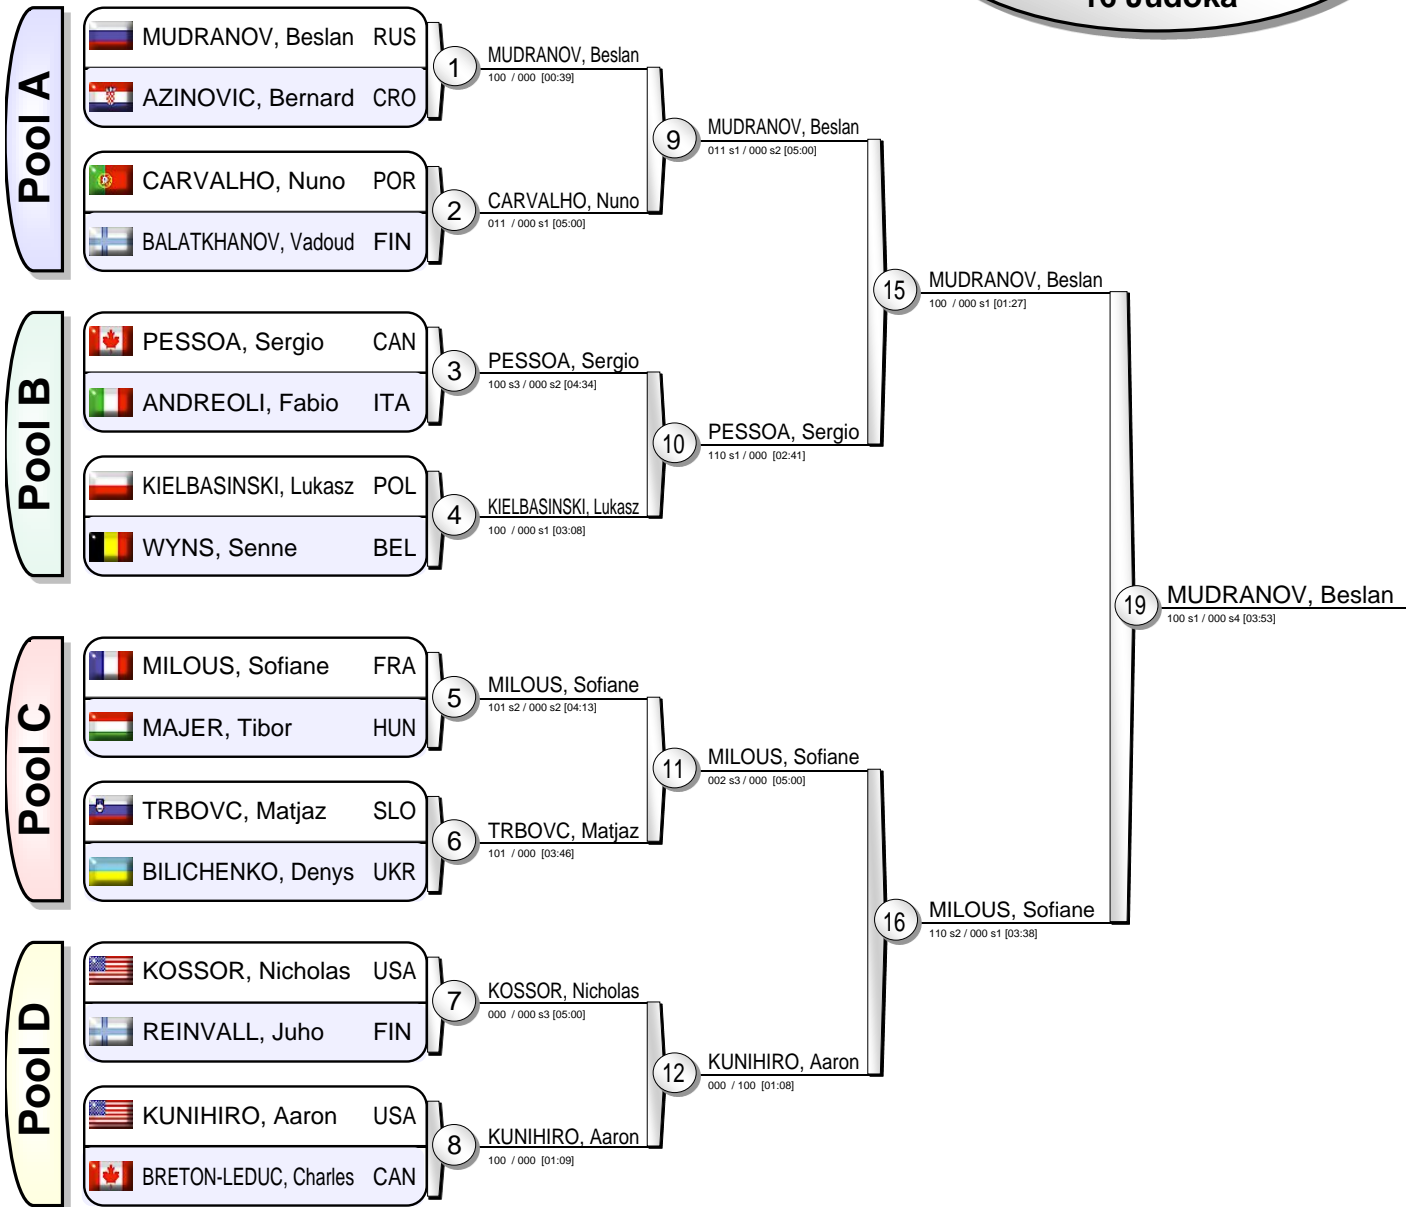 16 Judoka
Pool A
MUDRANOV, Beslan RUS
AZINOVIC, Bernard CRO
1
MUDRANOV, Beslan
100 / 000 [00:39]
CARVALHO, Nuno POR
BALATKHANOV, Vadoud FIN
2
CARVALHO, Nuno
011 / 000 s1 [05:00]
9
MUDRANOV, Beslan
011 s1 / 000 s2 [05:00]
Pool B
PESSOA, Sergio CAN
ANDREOLI, Fabio ITA
3
PESSOA, Sergio
100 s3 / 000 s2 [04:34]
KIELBASINSKI, Lukasz POL
WYNS, Senne BEL
4
KIELBASINSKI, Lukasz
100 / 000 s1 [03:08]
10
PESSOA, Sergio
110 s1 / 000 [02:41]
15
MUDRANOV, Beslan
100 / 000 s1 [01:27]
Pool C
MILOUS, Sofiane FRA
MAJER, Tibor HUN
5
MILOUS, Sofiane
101 s2 / 000 s2 [04:13]
TRBOVC, Matjaz SLO
BILICHENKO, Denys UKR
6
TRBOVC, Matjaz
101 / 000 [03:46]
11
MILOUS, Sofiane
002 s3 / 000 [05:00]
Pool D
KOSSOR, Nicholas USA
REINVALL, Juho FIN
7
KOSSOR, Nicholas
000 / 000 s3 [05:00]
KUNIHIRO, Aaron USA
BRETON-LEDUC, Charles CAN
8
KUNIHIRO, Aaron
100 / 000 [01:09]
12
KUNIHIRO, Aaron
000 / 100 [01:08]
16
MILOUS, Sofiane
110 s2 / 000 s1 [03:38]
19
MUDRANOV, Beslan
100 s1 / 000 s4 [03:53]